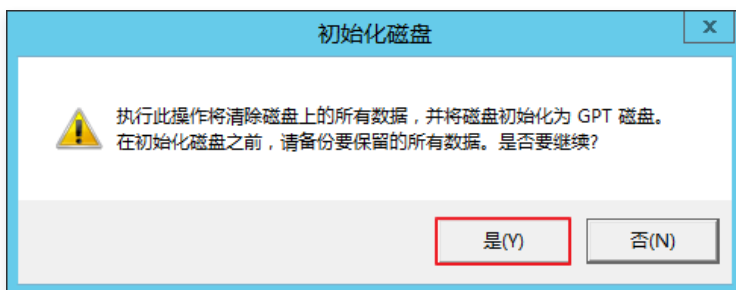 初始化磁盘
x
执行此操作将清除磁盘上的所有数据，并将磁盘初始化为 GPT 磁盘。
在初始化磁盘之前，请备份要保留的所有数据。是否要继续?
是(Y)
否(N)